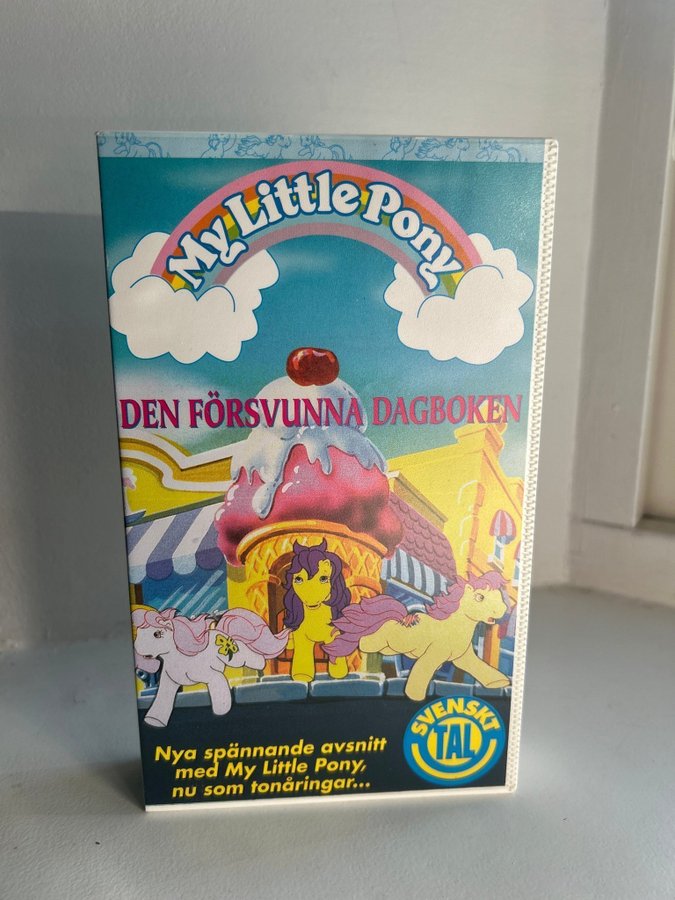 My Little Pony
DEN FÖRSVUNNA DAGBOKEN
Nya spännande avsnitt
med My Little Pony,
nu som tonåringar...
SVENSKT
TAL